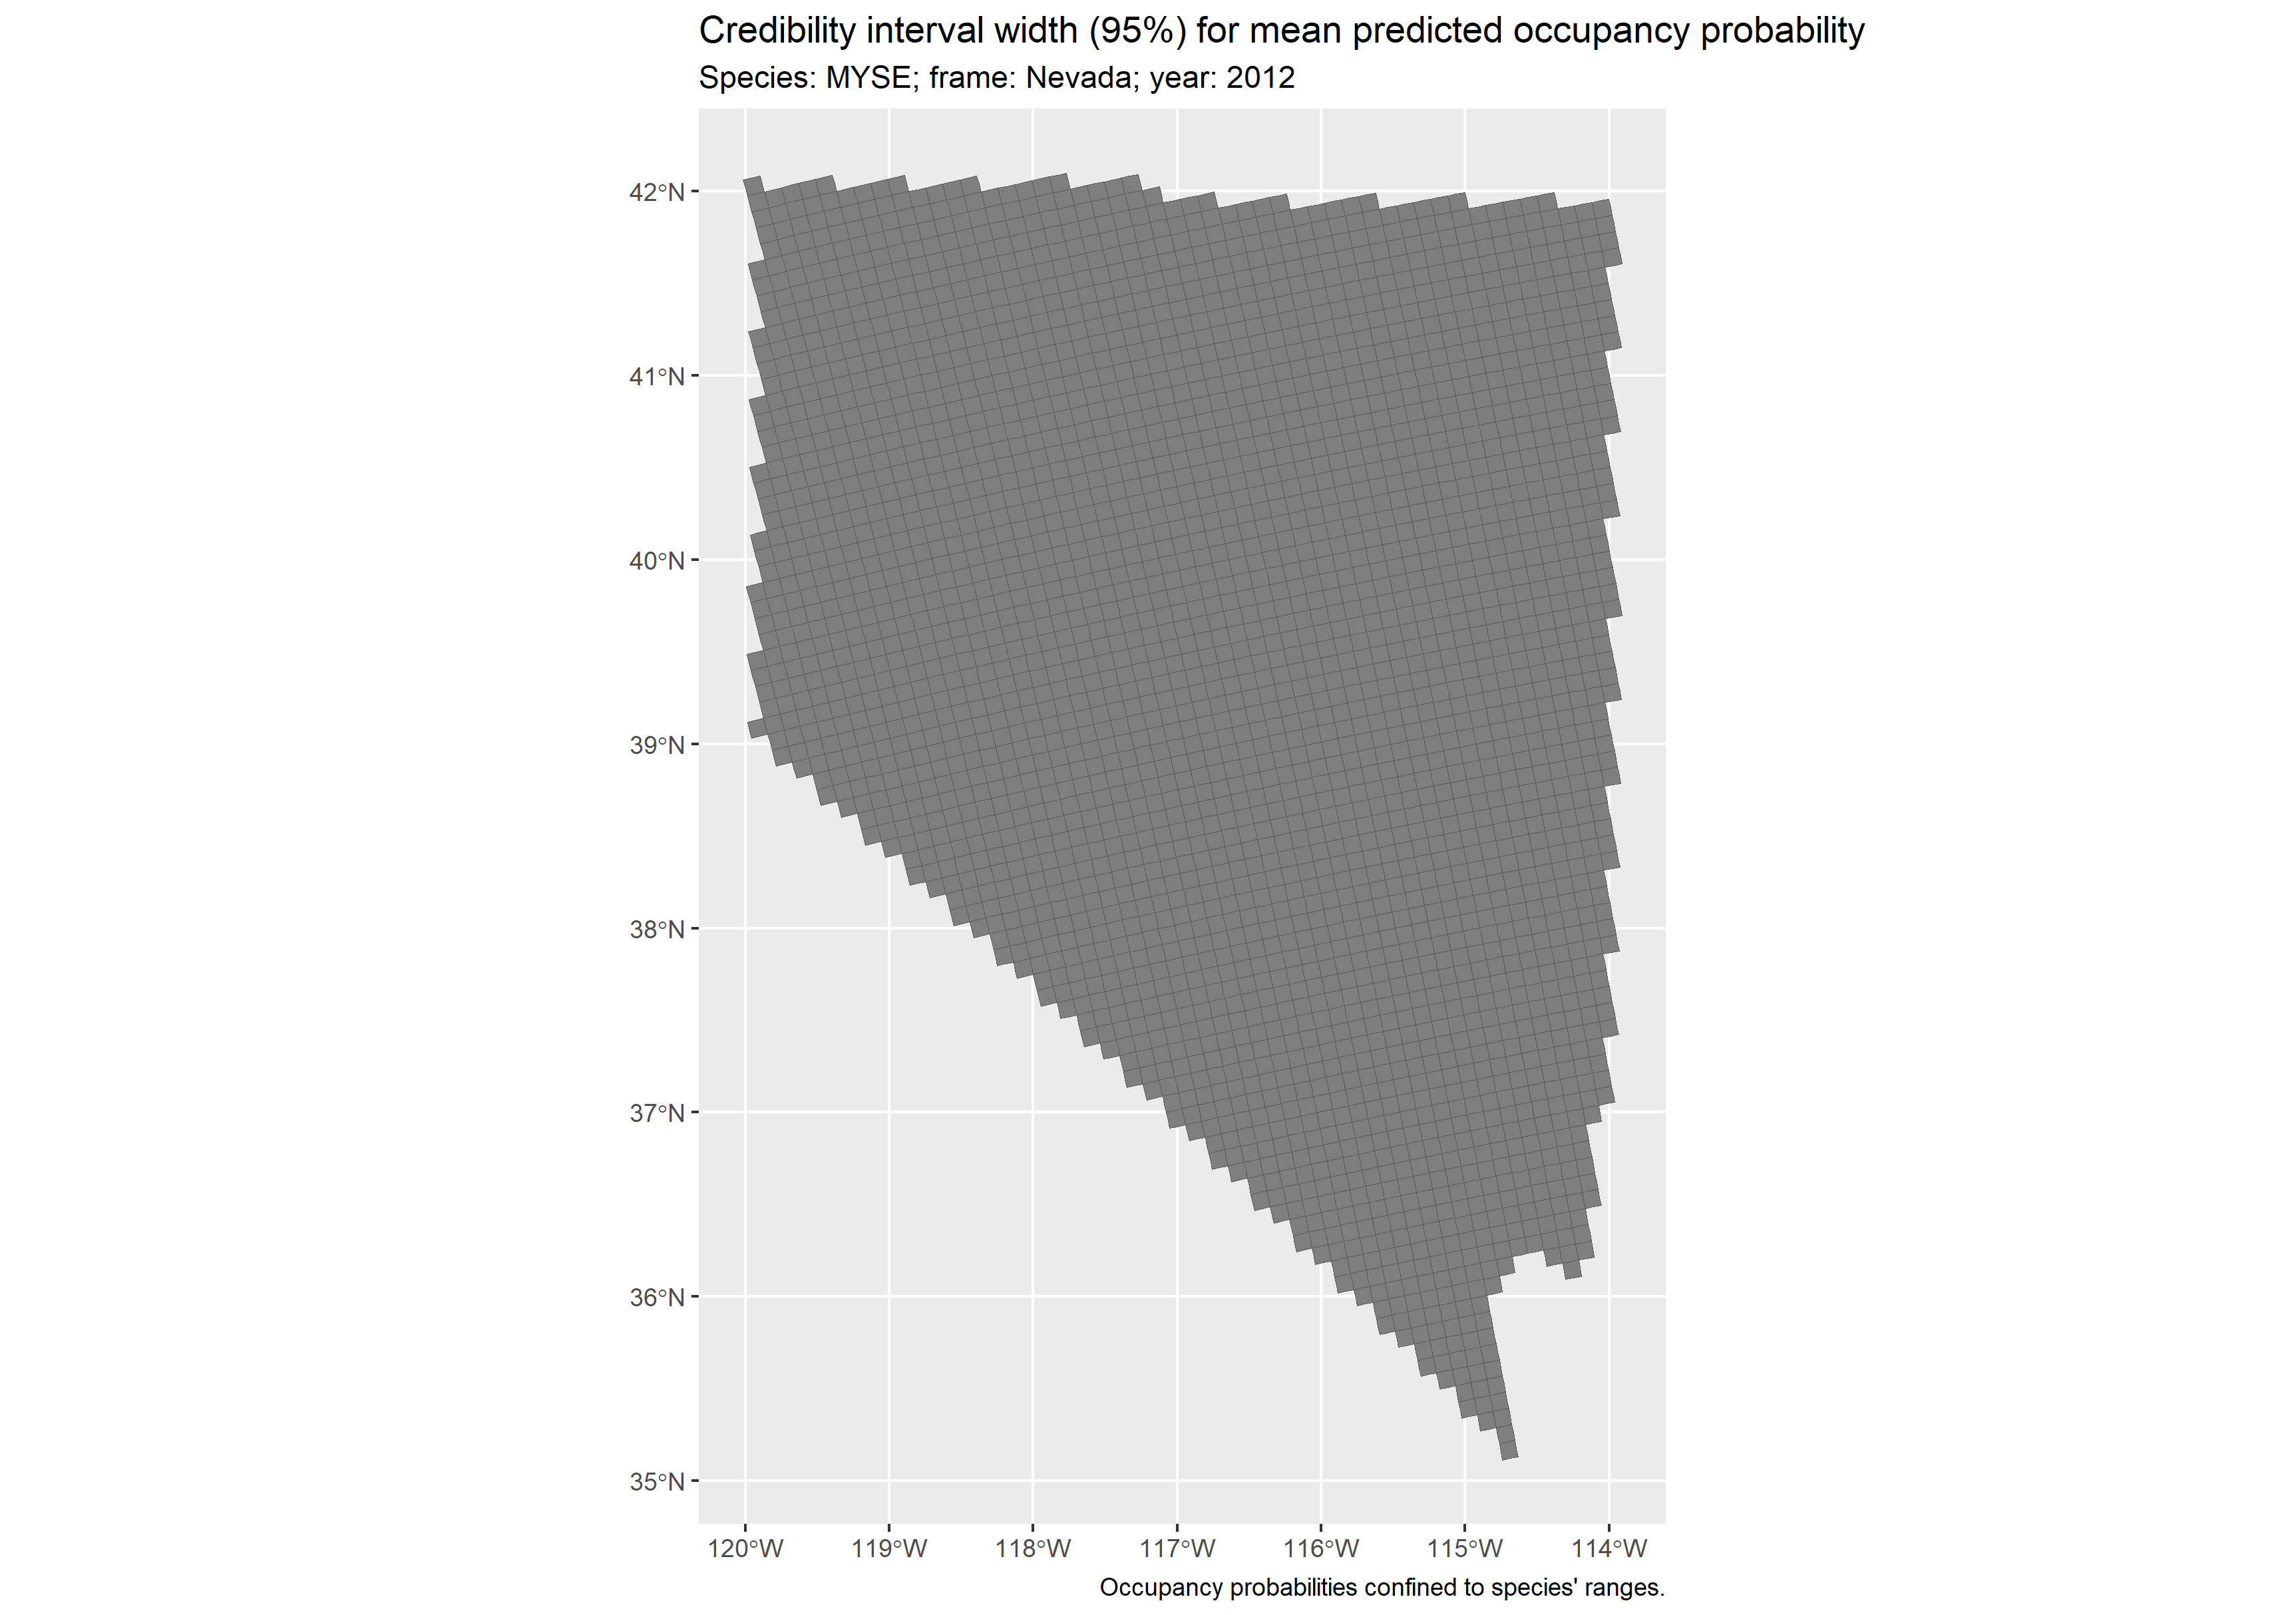 Credibility interval width (95%) for mean predicted occupancy probability
Species: MYSE; frame: Nevada; year: 2012
42°N
41°N
40°N
39°N
38°N
37°N
36°N
35°N
120°W 119°W 118°W 117°W 116°W 115°W 114°W
Occupancy probabilities confined to species' ranges.